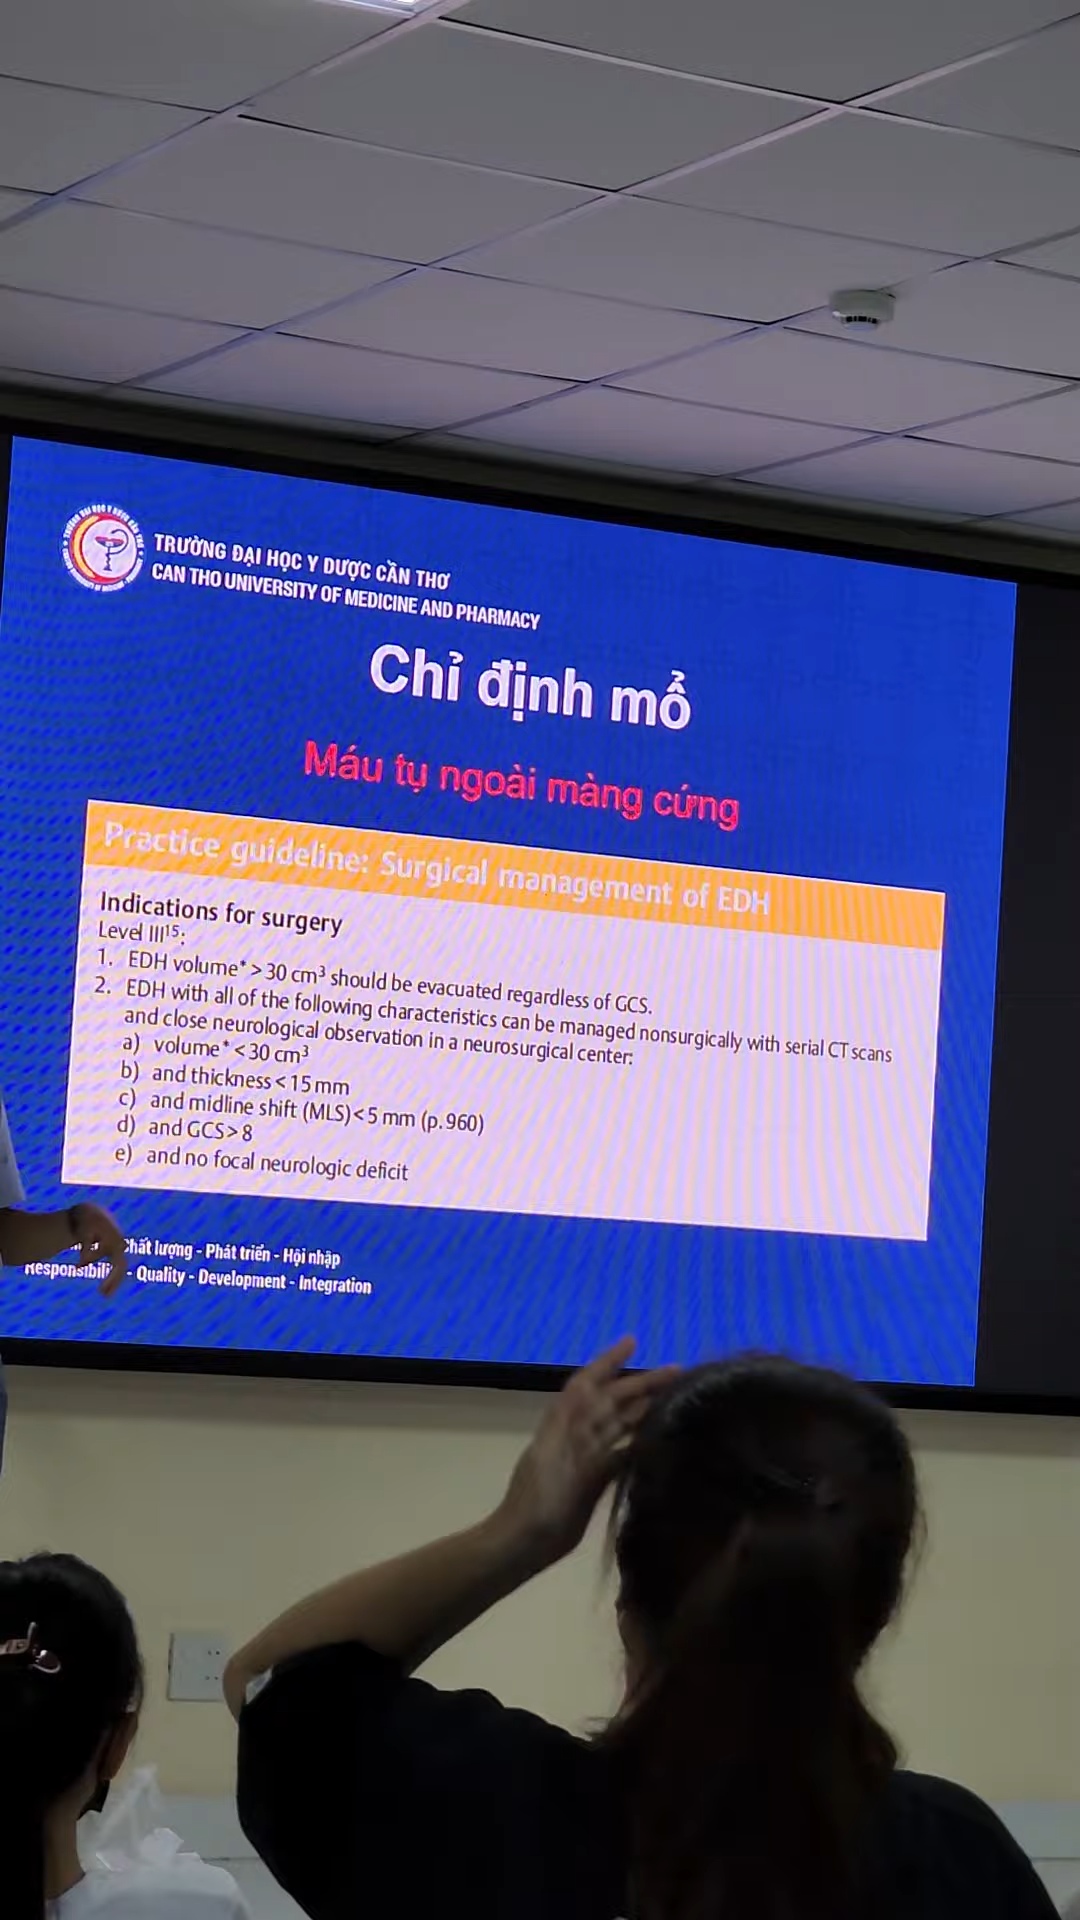 TRƯỜNG ĐẠI HỌC Y DƯỢC CẦN THƠ
CAN THO UNIVERSITY OF MEDICINE AND PHARMACY
Chỉ định mổ
Máu tụ ngoài màng cứng
Practice guideline: Surgical management of EDH
Indications for surgery
Level III¹⁵:
1. EDH volume* > 30 cm³ should be evacuated regardless of GCS.
2. EDH with all of the following characteristics can be managed nonsurgically with serial CT scans
and close neurological observation in a neurosurgical center:
a) volume* < 30 cm³
b) and thickness < 15 mm
c) and midline shift (MLS) < 5 mm (p. 960)
d) and GCS > 8
e) and no focal neurologic deficit
Chất lượng - Phát triển - Hội nhập
- Quality - Development - Integration